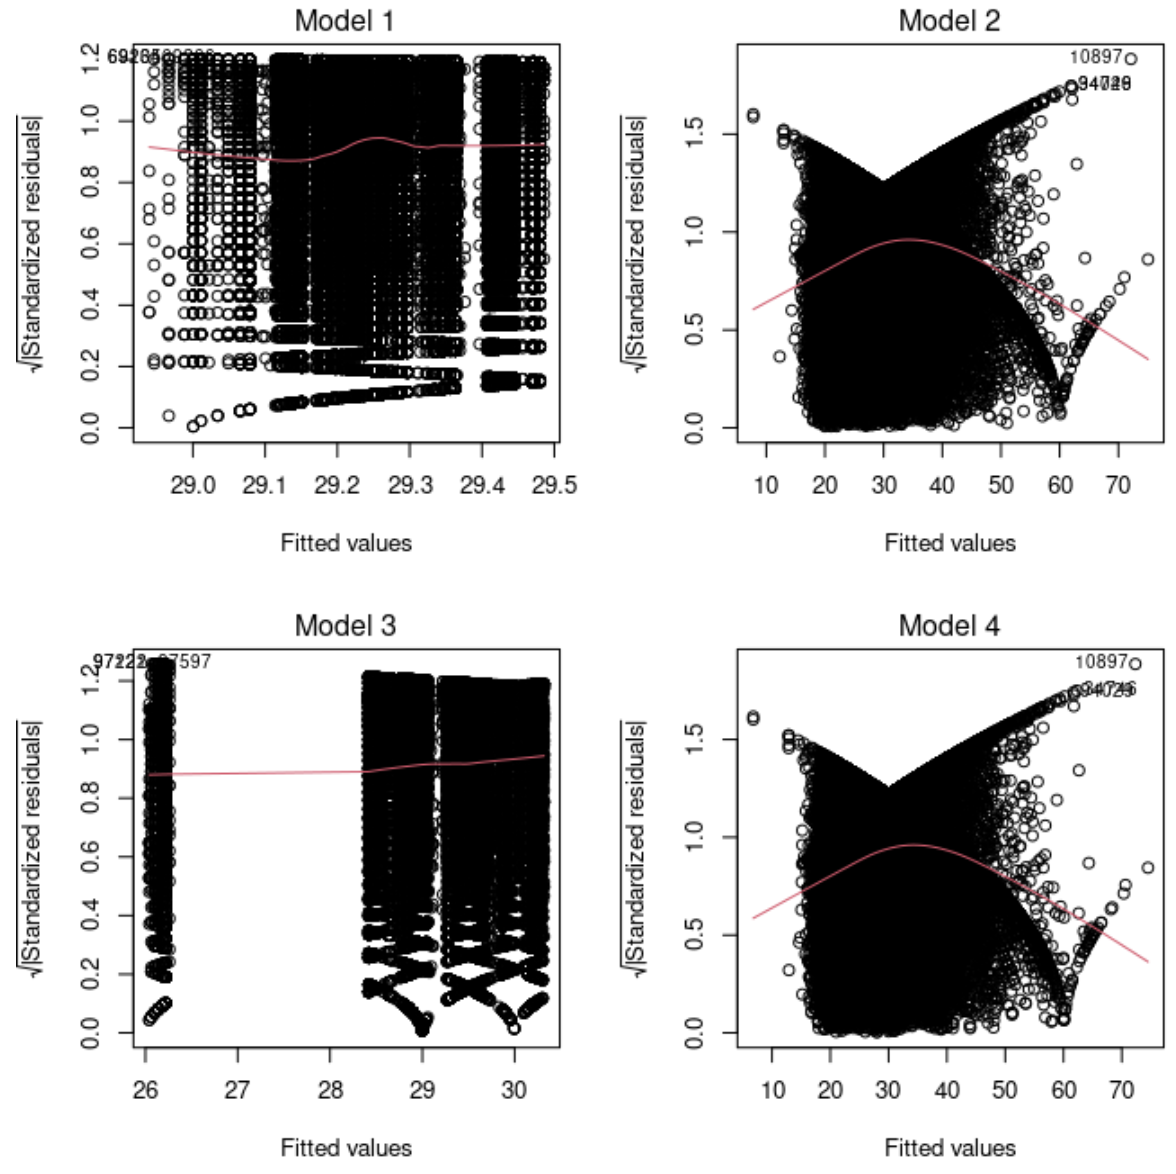 Model 1
√|Standardized residuals|
0.0 0.2 0.4 0.6 0.8 1.0 1.2
29.0 29.1 29.2 29.3 29.4 29.5
Fitted values
Model 2
10897
√|Standardized residuals|
0.0 0.5 1.0 1.5
10 20 30 40 50 60 70
Fitted values
Model 3
√|Standardized residuals|
0.0 0.2 0.4 0.6 0.8 1.0 1.2
26 27 28 29 30
Fitted values
Model 4
10897
√|Standardized residuals|
0.0 0.5 1.0 1.5
10 20 30 40 50 60 70
Fitted values